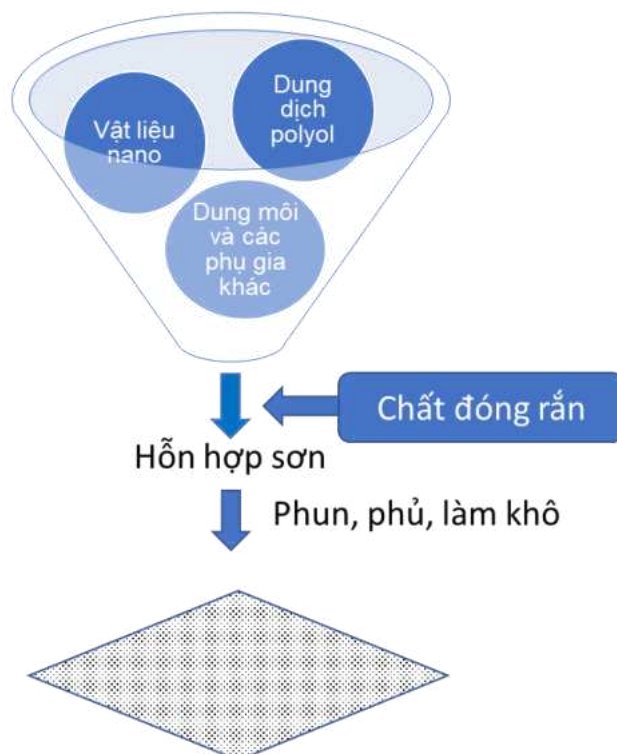 Dung
dịch
polyol
Vật liệu
nano
Dung môi
và các
phụ gia
khác
Chất đóng rắn
Hỗn hợp sơn
Phun, phủ, làm khô